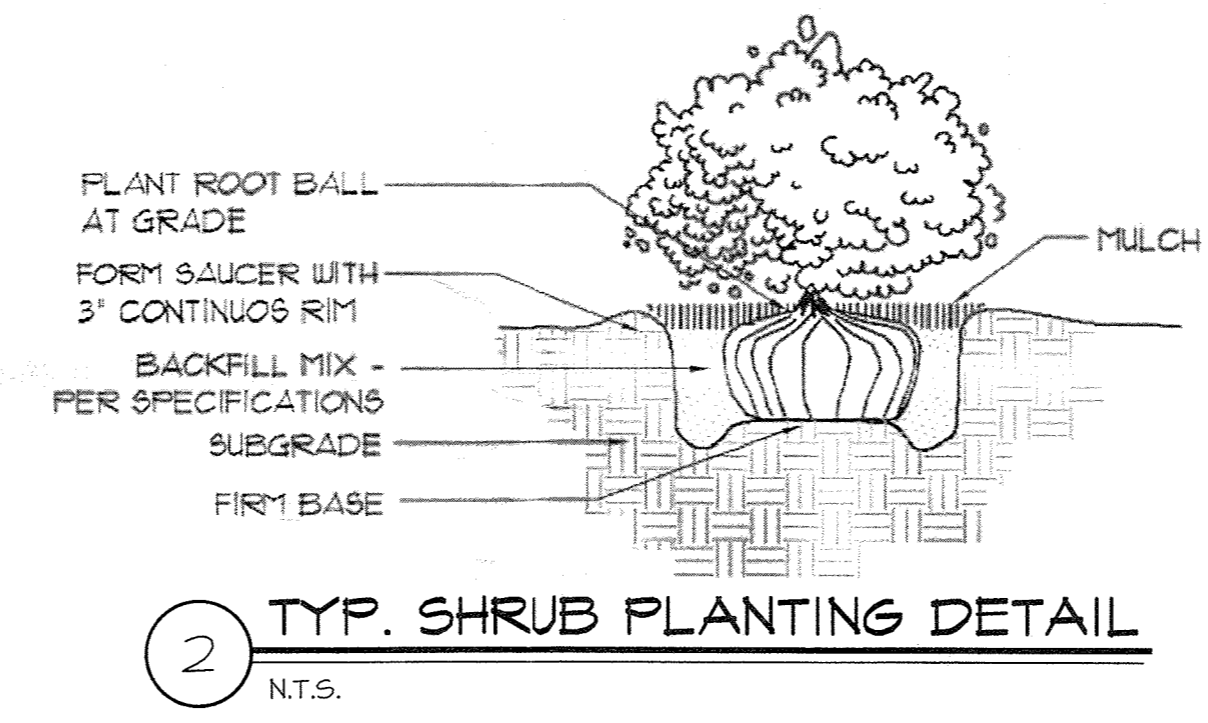 PLANT ROOT BALL
AT GRADE
FORM SAUCER WITH
3" CONTINUOS RIM
BACKFILL MIX -
PER SPECIFICATIONS
SUBGRADE
FIRM BASE
MULCH
2
TYP. SHRUB PLANTING DETAIL
N.T.S.